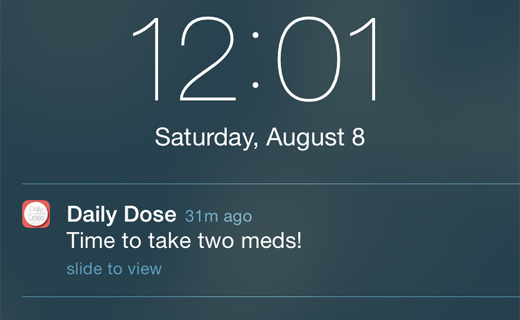 12:01
Saturday, August 8
Daily Dose 31m ago
Daily
Dose
Time to take two meds!
slide to view